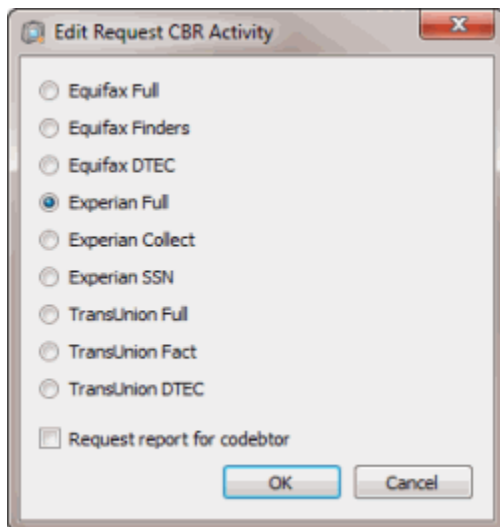 Edit Request CBR Activity
Equifax Full
Equifax Finders
Equifax DTEC
Experian Full
Experian Collect
Experian SSN
TransUnion Full
TransUnion Fact
TransUnion DTEC
Request report for codebtor
OK Cancel